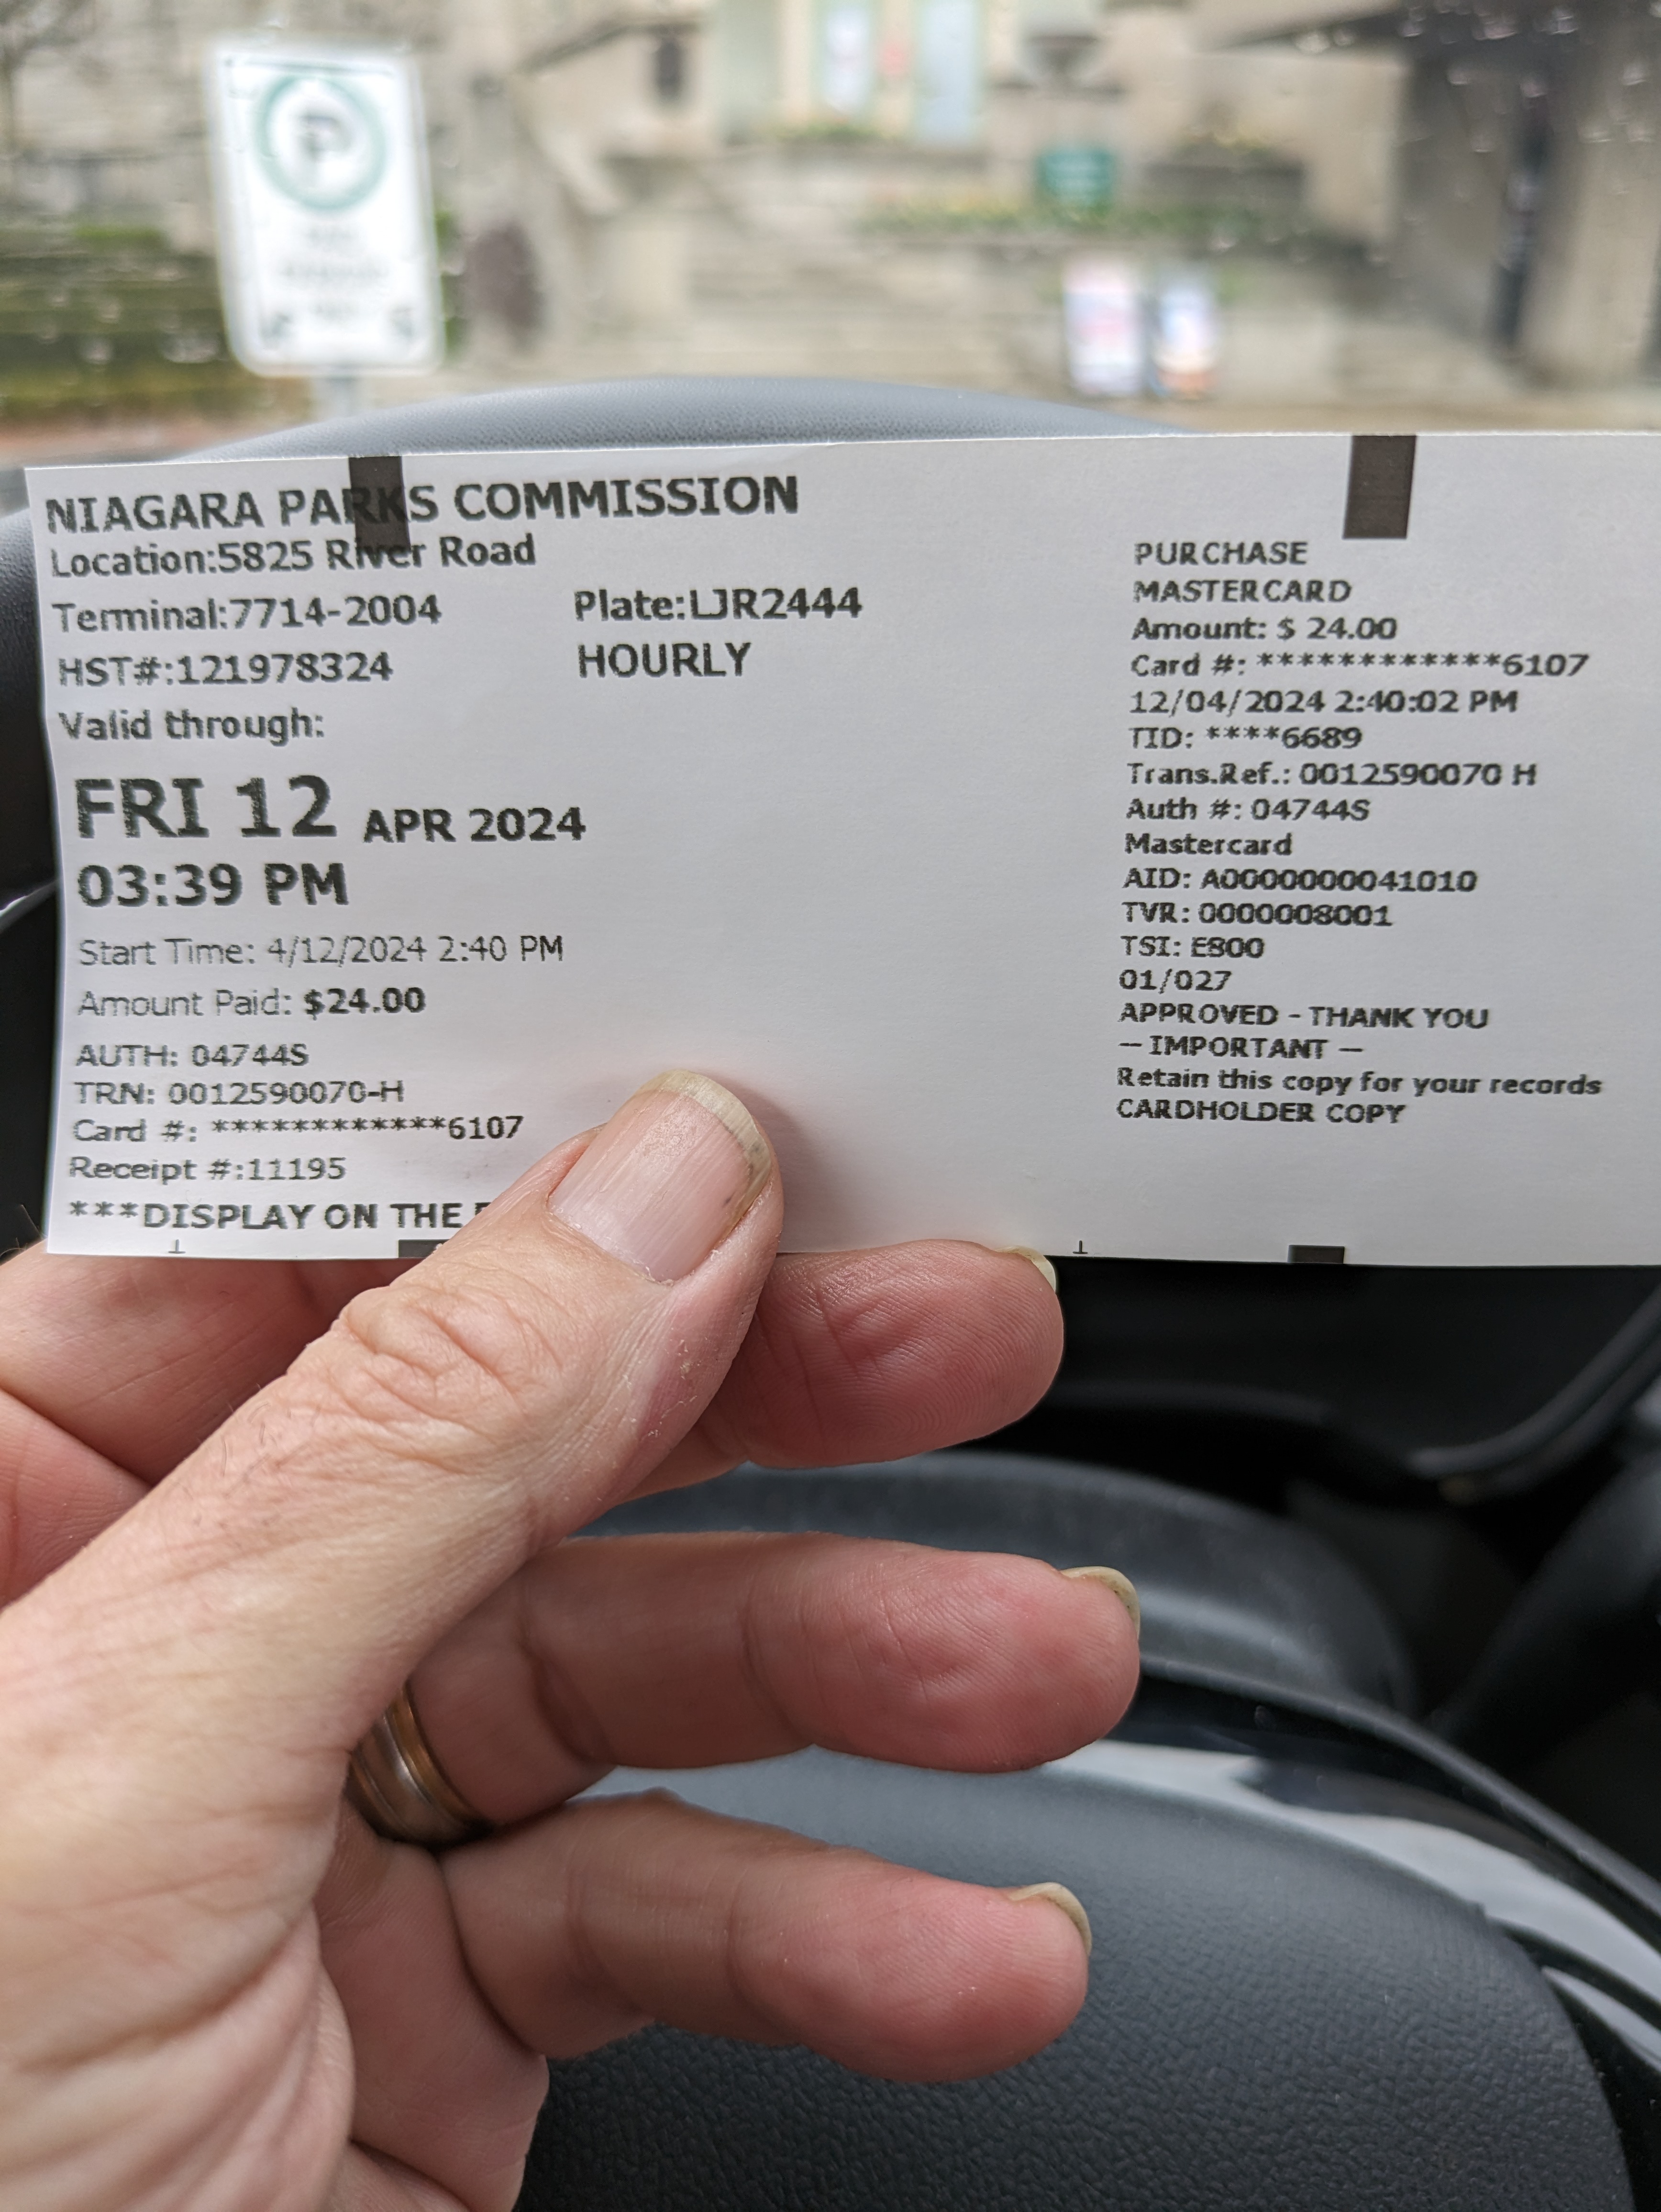 P
NIAGARA PARKS COMMISSION
Location:5825 River Road
Terminal:7714-2004
Plate:LJR2444
HST#:121978324
HOURLY
Valid through:
FRI 12 APR 2024
03:39 PM
Start Time: 4/12/2024 2:40 PM
Amount Paid: $24.00
AUTH: 04744S
TRN: 0012590070-H
Card #: ************6107
Receipt #:11195
***DISPLAY ON THE
PURCHASE
MASTERCARD
Amount: $ 24.00
Card #: ************6107
12/04/2024 2:40:02 PM
TID: ****6689
Trans.Ref.: 0012590070 H
Auth #: 04744S
Mastercard
AID: A0000000041010
TVR: 0000008001
TSI: E800
01/027
APPROVED - THANK YOU
-- IMPORTANT --
Retain this copy for your records
CARDHOLDER COPY